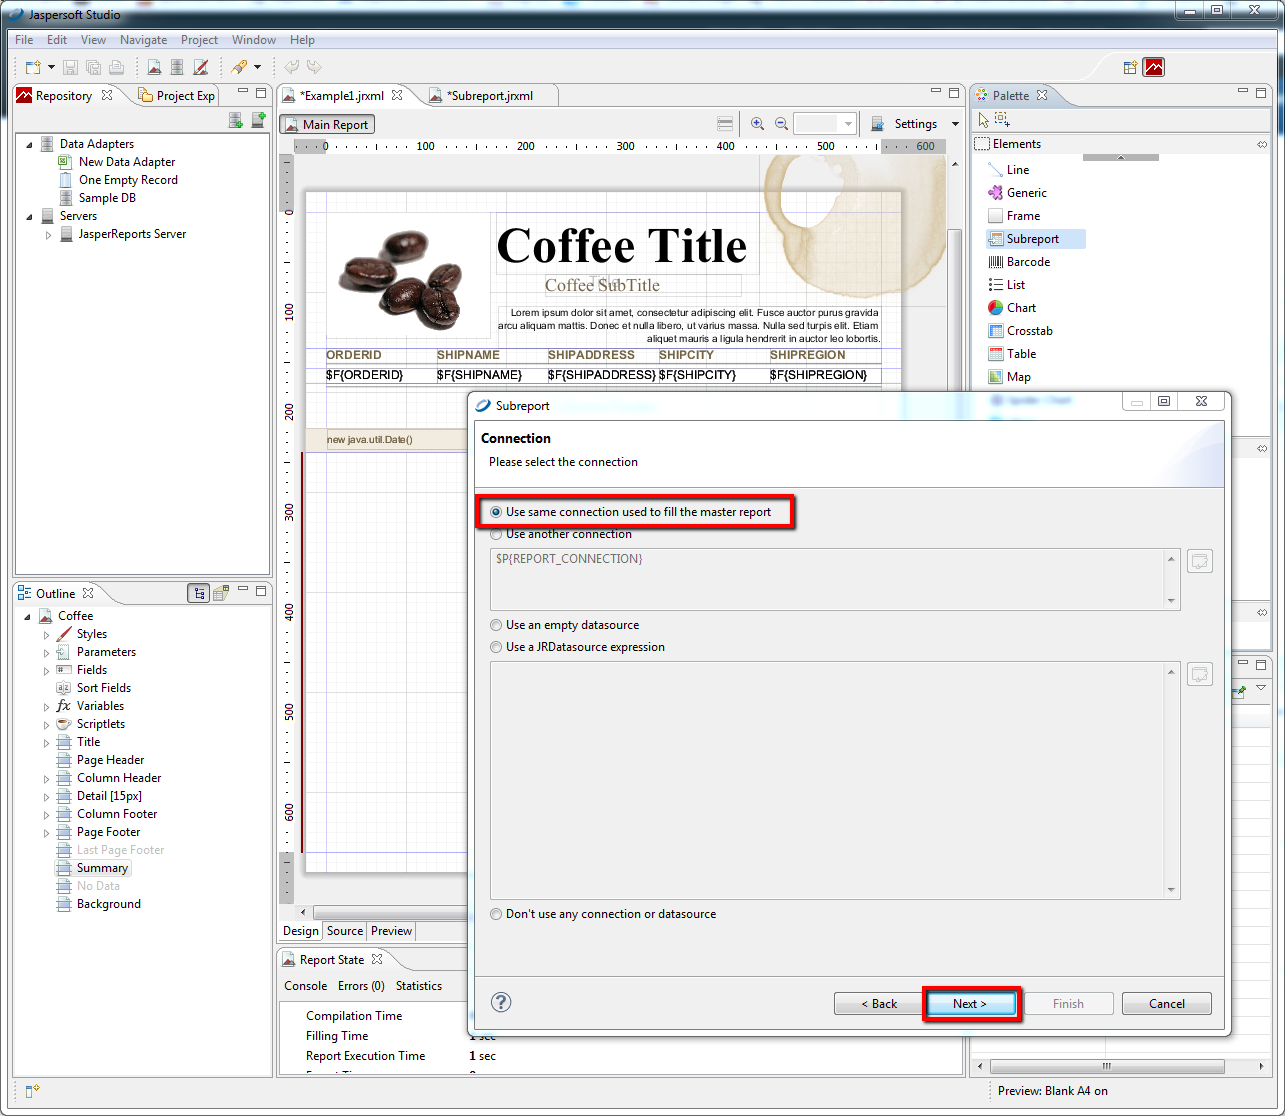 Jaspersoft Studio
File Edit View Navigate Project Window Help
Repository
Project Exp
*Example1.jrxml
*Subreport.jrxml
Palette
Main Report
Settings
0 100 200 300 400 500 600
Data Adapters
New Data Adapter
One Empty Record
Sample DB
Servers
JasperReports Server
Elements
Line
Generic
Frame
Subreport
Barcode
List
Chart
Crosstab
Table
Map
0
100
200
300
400
500
600
Coffee Title
Title
Coffee SubTitle
Lorem ipsum dolor sit amet, consectetur adipiscing elit. Fusce auctor purus gravida
arcu aliquam mattis. Donec et nulla libero, ut varius massa. Nulla sed turpis elit. Etiam
aliquet mauris a ligula hendrerit in auctor leo lobortis.
ORDERID SHIPNAME SHIPADDRESS SHIPCITY SHIPREGION
$F{ORDERID} $F{SHIPNAME} $F{SHIPADDRESS} $F{SHIPCITY} $F{SHIPREGION}
new java.util.Date()
Subreport
Connection
Please select the connection
Use same connection used to fill the master report
Use another connection
$P{REPORT_CONNECTION}
Use an empty datasource
Use a JRDatasource expression
Don't use any connection or datasource
< Back
Next >
Finish
Cancel
Outline
Coffee
Styles
Parameters
Fields
Sort Fields
Variables
Scriptlets
Title
Page Header
Column Header
Detail [15px]
Column Footer
Page Footer
Last Page Footer
Summary
No Data
Background
Design Source Preview
Report State
Console Errors (0) Statistics
Compilation Time
Filling Time 1 sec
Report Execution Time 1 sec
Preview: Blank A4 on